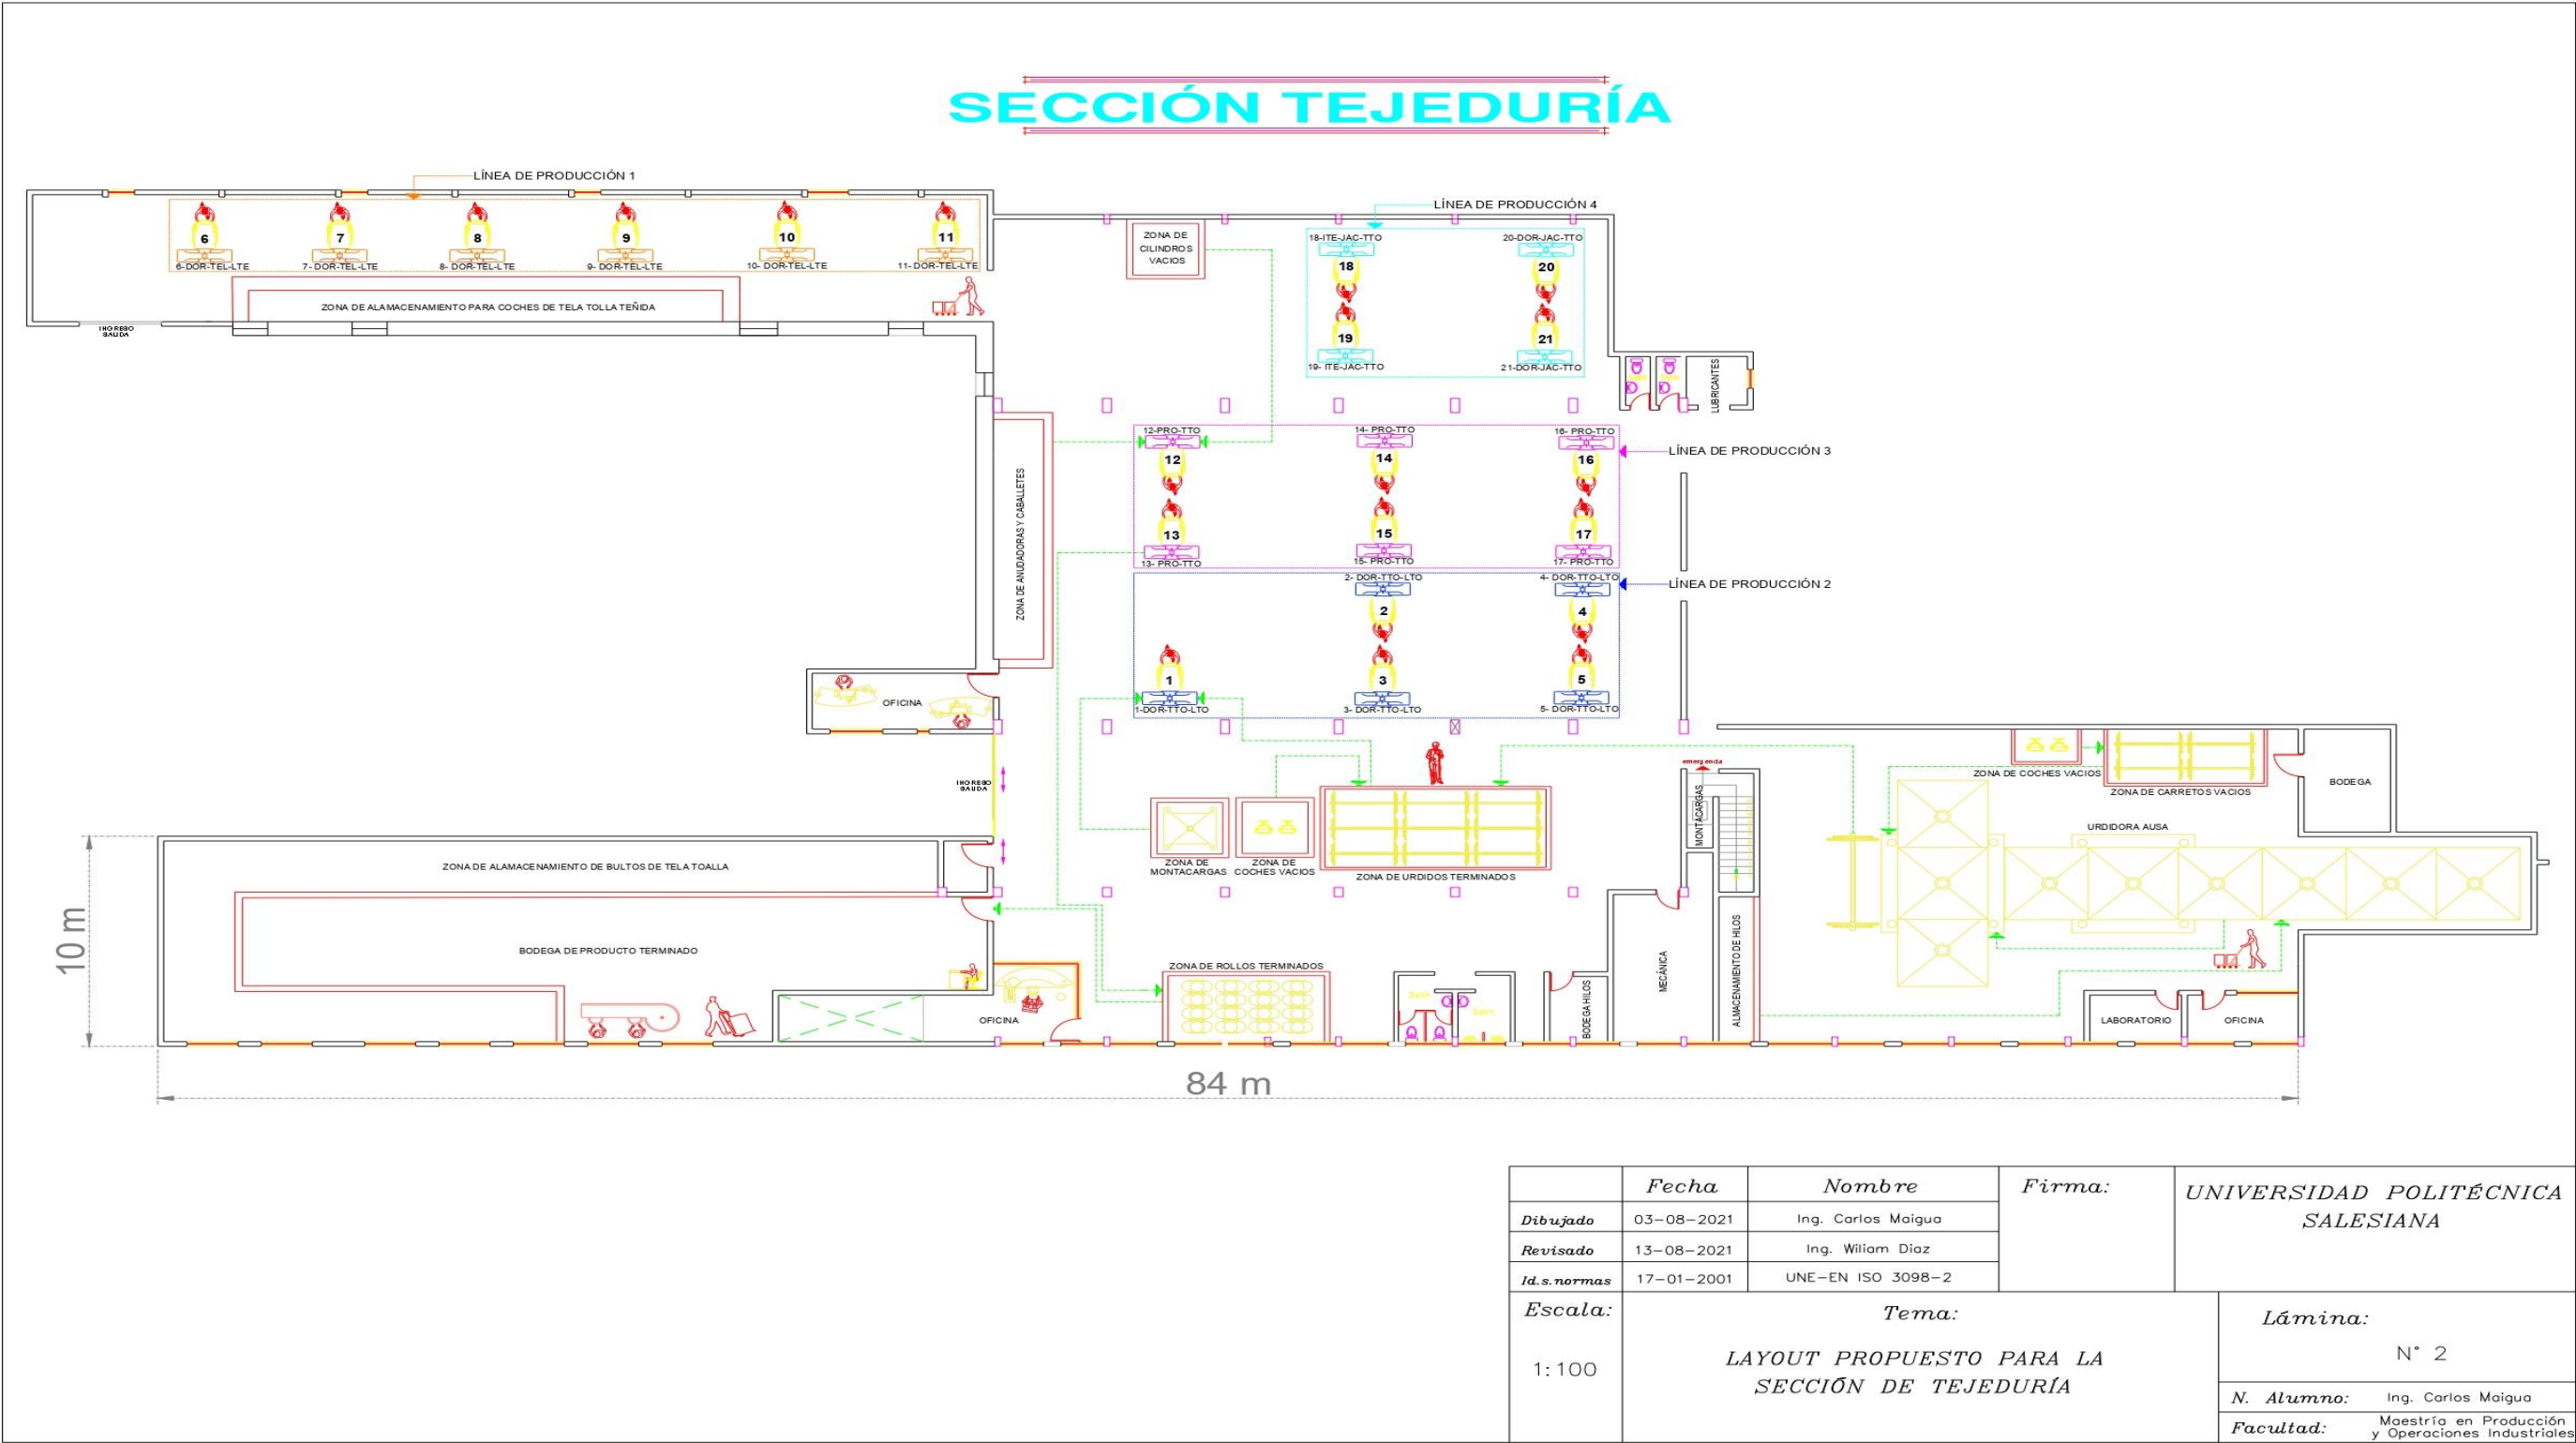 SECCIÓN TEJEDURÍA
LÍNEA DE PRODUCCIÓN 1
LÍNEA DE PRODUCCIÓN 4
6
7
8
9
10
11
6-DOR-TEL-LTE
7- DOR-TEL-LTE
8- DOR-TEL-LTE
9- DOR-TEL-LTE
10- DOR-TEL-LTE
11- DOR-TEL-LTE
ZONA DE ALAMACENAMIENTO PARA COCHES DE TELA TOLLA TEÑIDA
INGRESO
SALIDA
ZONA DE
CILINDROS
VACIOS
18-ITE-JAC-TTO
20-DOR-JAC-TTO
18
20
19
21
19- ITE-JAC-TTO
21-DOR-JAC-TTO
LUBRICANTES
12-PRO-TTO
14- PRO-TTO
16- PRO-TTO
12
14
16
LÍNEA DE PRODUCCIÓN 3
13
15
17
13- PRO-TTO
15- PRO-TTO
17- PRO-TTO
ZONA DE ANUDADORAS Y CABALLETES
2- DOR-TTO-LTO
4- DOR-TTO-LTO
LÍNEA DE PRODUCCIÓN 2
2
4
1
3
5
1-DOR-TTO-LTO
3- DOR-TTO-LTO
5- DOR-TTO-LTO
OFICINA
INGRESO
SALIDA
emergencia
MONTACARGAS
ZONA DE COCHES VACIOS
ZONA DE CARRETOS VACIOS
BODEGA
URDIDORA AUSA
ZONA DE
MONTACARGAS
ZONA DE
COCHES VACIOS
ZONA DE URDIDOS TERMINADOS
ZONA DE ALAMACENAMIENTO DE BULTOS DE TELA TOALLA
10 m
BODEGA DE PRODUCTO TERMINADO
OFICINA
ZONA DE ROLLOS TERMINADOS
BODEGA HILOS
MECÁNICA
ALMACENAMIENTO DE HILOS
LABORATORIO
OFICINA
84 m
Fecha
Nombre
Firma:
UNIVERSIDAD POLITÉCNICA
SALESIANA
Dibujado
03-08-2021
Ing. Carlos Maigua
Revisado
13-08-2021
Ing. Wiliam Diaz
Id.s.normas
17-01-2001
UNE-EN ISO 3098-2
Escala:
1:100
Tema:
LAYOUT PROPUESTO PARA LA
SECCIÓN DE TEJEDURÍA
Lámina:
N° 2
N. Alumno:
Ing. Carlos Maigua
Facultad:
Maestría en Producción
y Operaciones Industriales